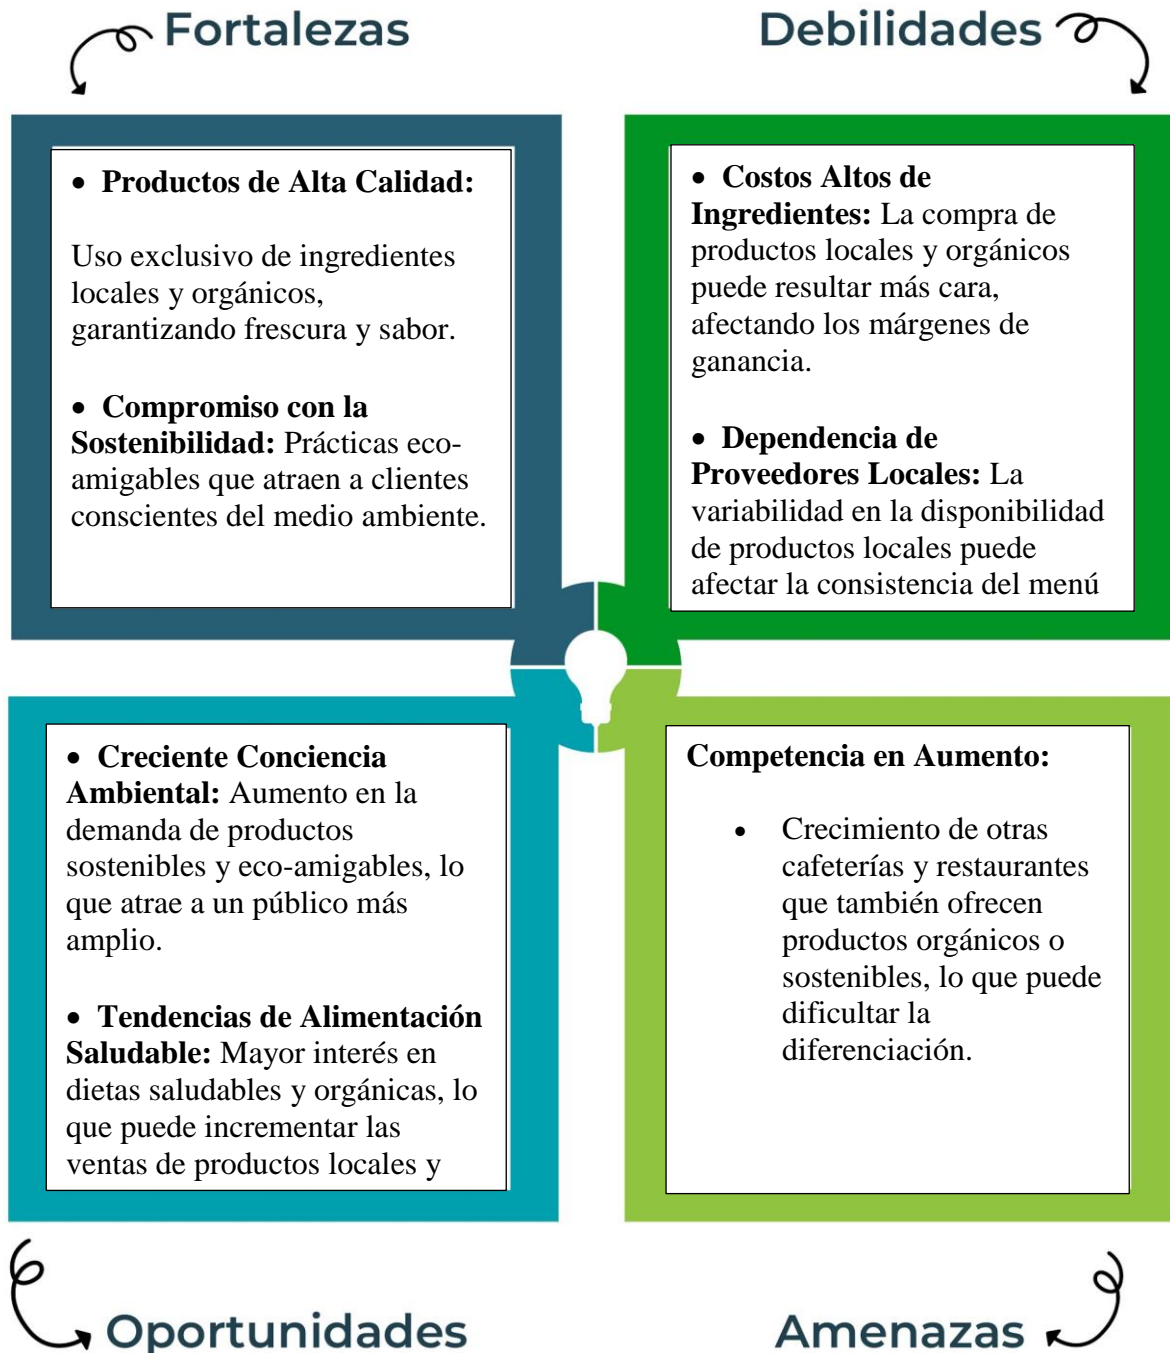 Fortalezas
• Productos de Alta Calidad:
Uso exclusivo de ingredientes
locales y orgánicos,
garantizando frescura y sabor.
• Compromiso con la
Sostenibilidad: Prácticas eco-
amigables que atraen a clientes
conscientes del medio ambiente.
Debilidades
• Costos Altos de
Ingredientes: La compra de
productos locales y orgánicos
puede resultar más cara,
afectando los márgenes de
ganancia.
• Dependencia de
Proveedores Locales: La
variabilidad en la disponibilidad
de productos locales puede
afectar la consistencia del menú
• Creciente Conciencia
Ambiental: Aumento en la
demanda de productos
sostenibles y eco-amigables, lo
que atrae a un público más
amplio.
• Tendencias de Alimentación
Saludable: Mayor interés en
dietas saludables y orgánicas, lo
que puede incrementar las
ventas de productos locales y
Oportunidades
Competencia en Aumento:
• Crecimiento de otras
cafeterías y restaurantes
que también ofrecen
productos orgánicos o
sostenibles, lo que puede
dificultar la
diferenciación.
Amenazas